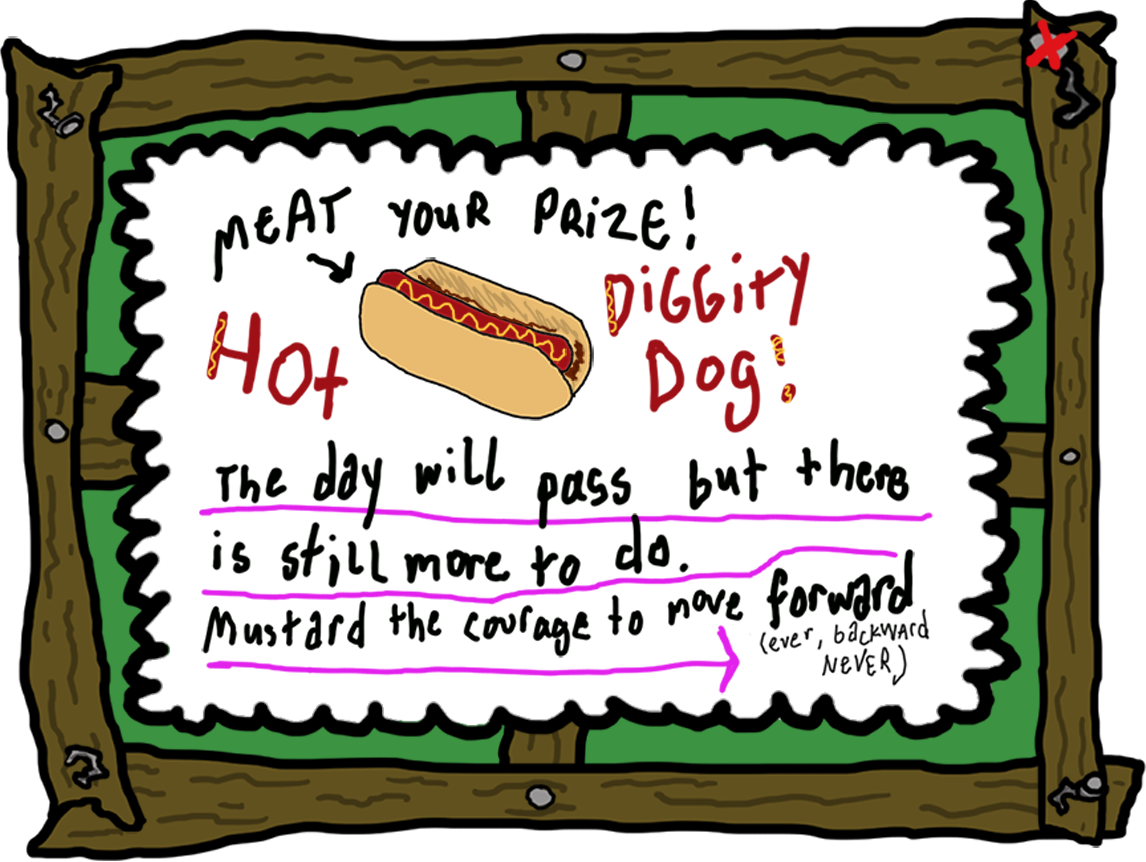 MEAT YOUR PRIZE!
HOt
DiGGity
DOg!
The day will pass but there
is still more to do.
Mustard the courage to move forward
(ever, backward
NEVER)